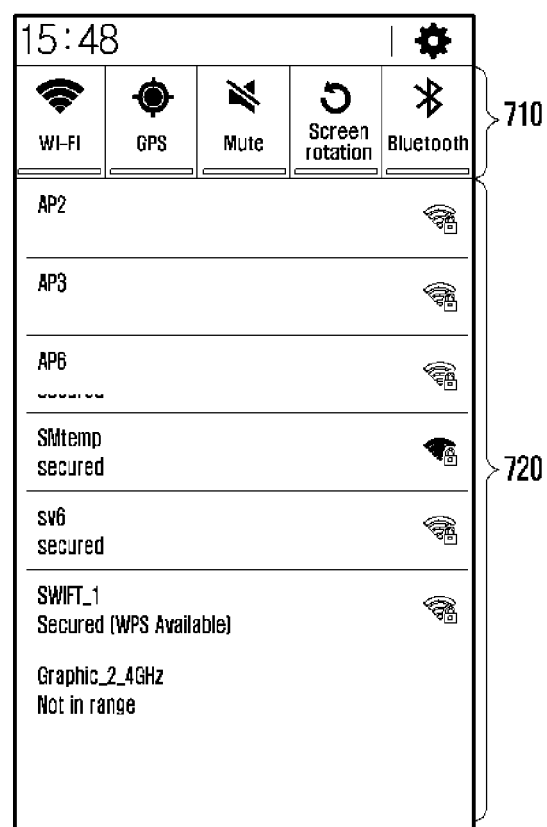 15:48
WI-FI GPS Mute Screen rotation Bluetooth
710
AP2
AP3
AP6
SMtemp
secured
720
sv6
secured
SWIFT_1
Secured (WPS Available)
Graphic_2_4GHz
Not in range